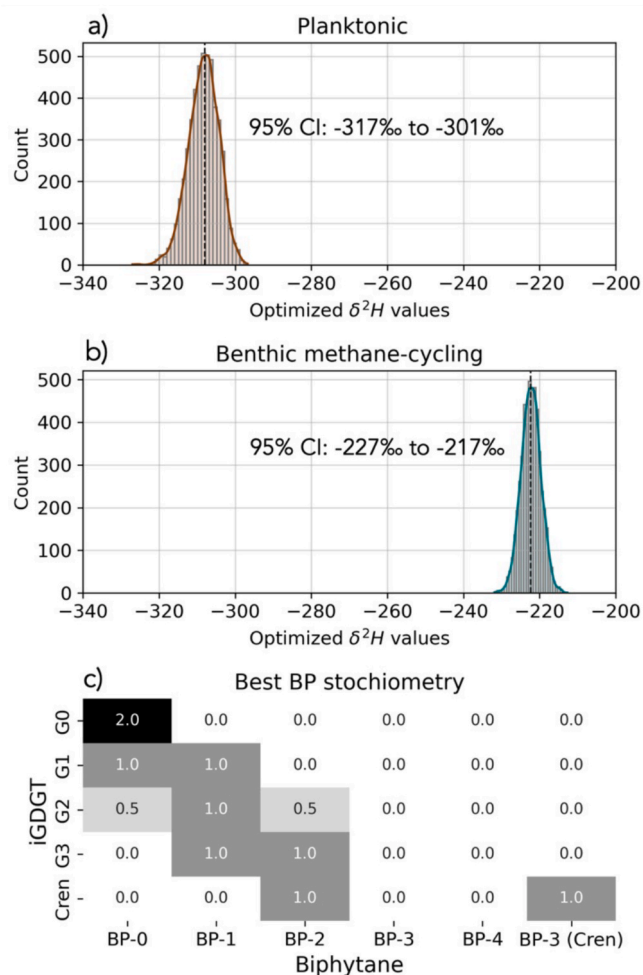 a) Planktonic
500
400
300
200
100
0
Count
95% CI: -317‰ to -301‰
−340 −320 −300 −280 −260 −240 −220 −200
Optimized δ²H values
b) Benthic methane-cycling
500
400
300
200
100
0
Count
95% CI: -227‰ to -217‰
−340 −320 −300 −280 −260 −240 −220 −200
Optimized δ²H values
c) Best BP stochiometry
iGDGT
G0 2.0 0.0 0.0 0.0 0.0 0.0
G1 1.0 1.0 0.0 0.0 0.0 0.0
G2 0.5 1.0 0.5 0.0 0.0 0.0
G3 0.0 1.0 1.0 0.0 0.0 0.0
Cren 0.0 0.0 1.0 0.0 0.0 1.0
BP-0 BP-1 BP-2 BP-3 BP-4 BP-3 (Cren)
Biphytane